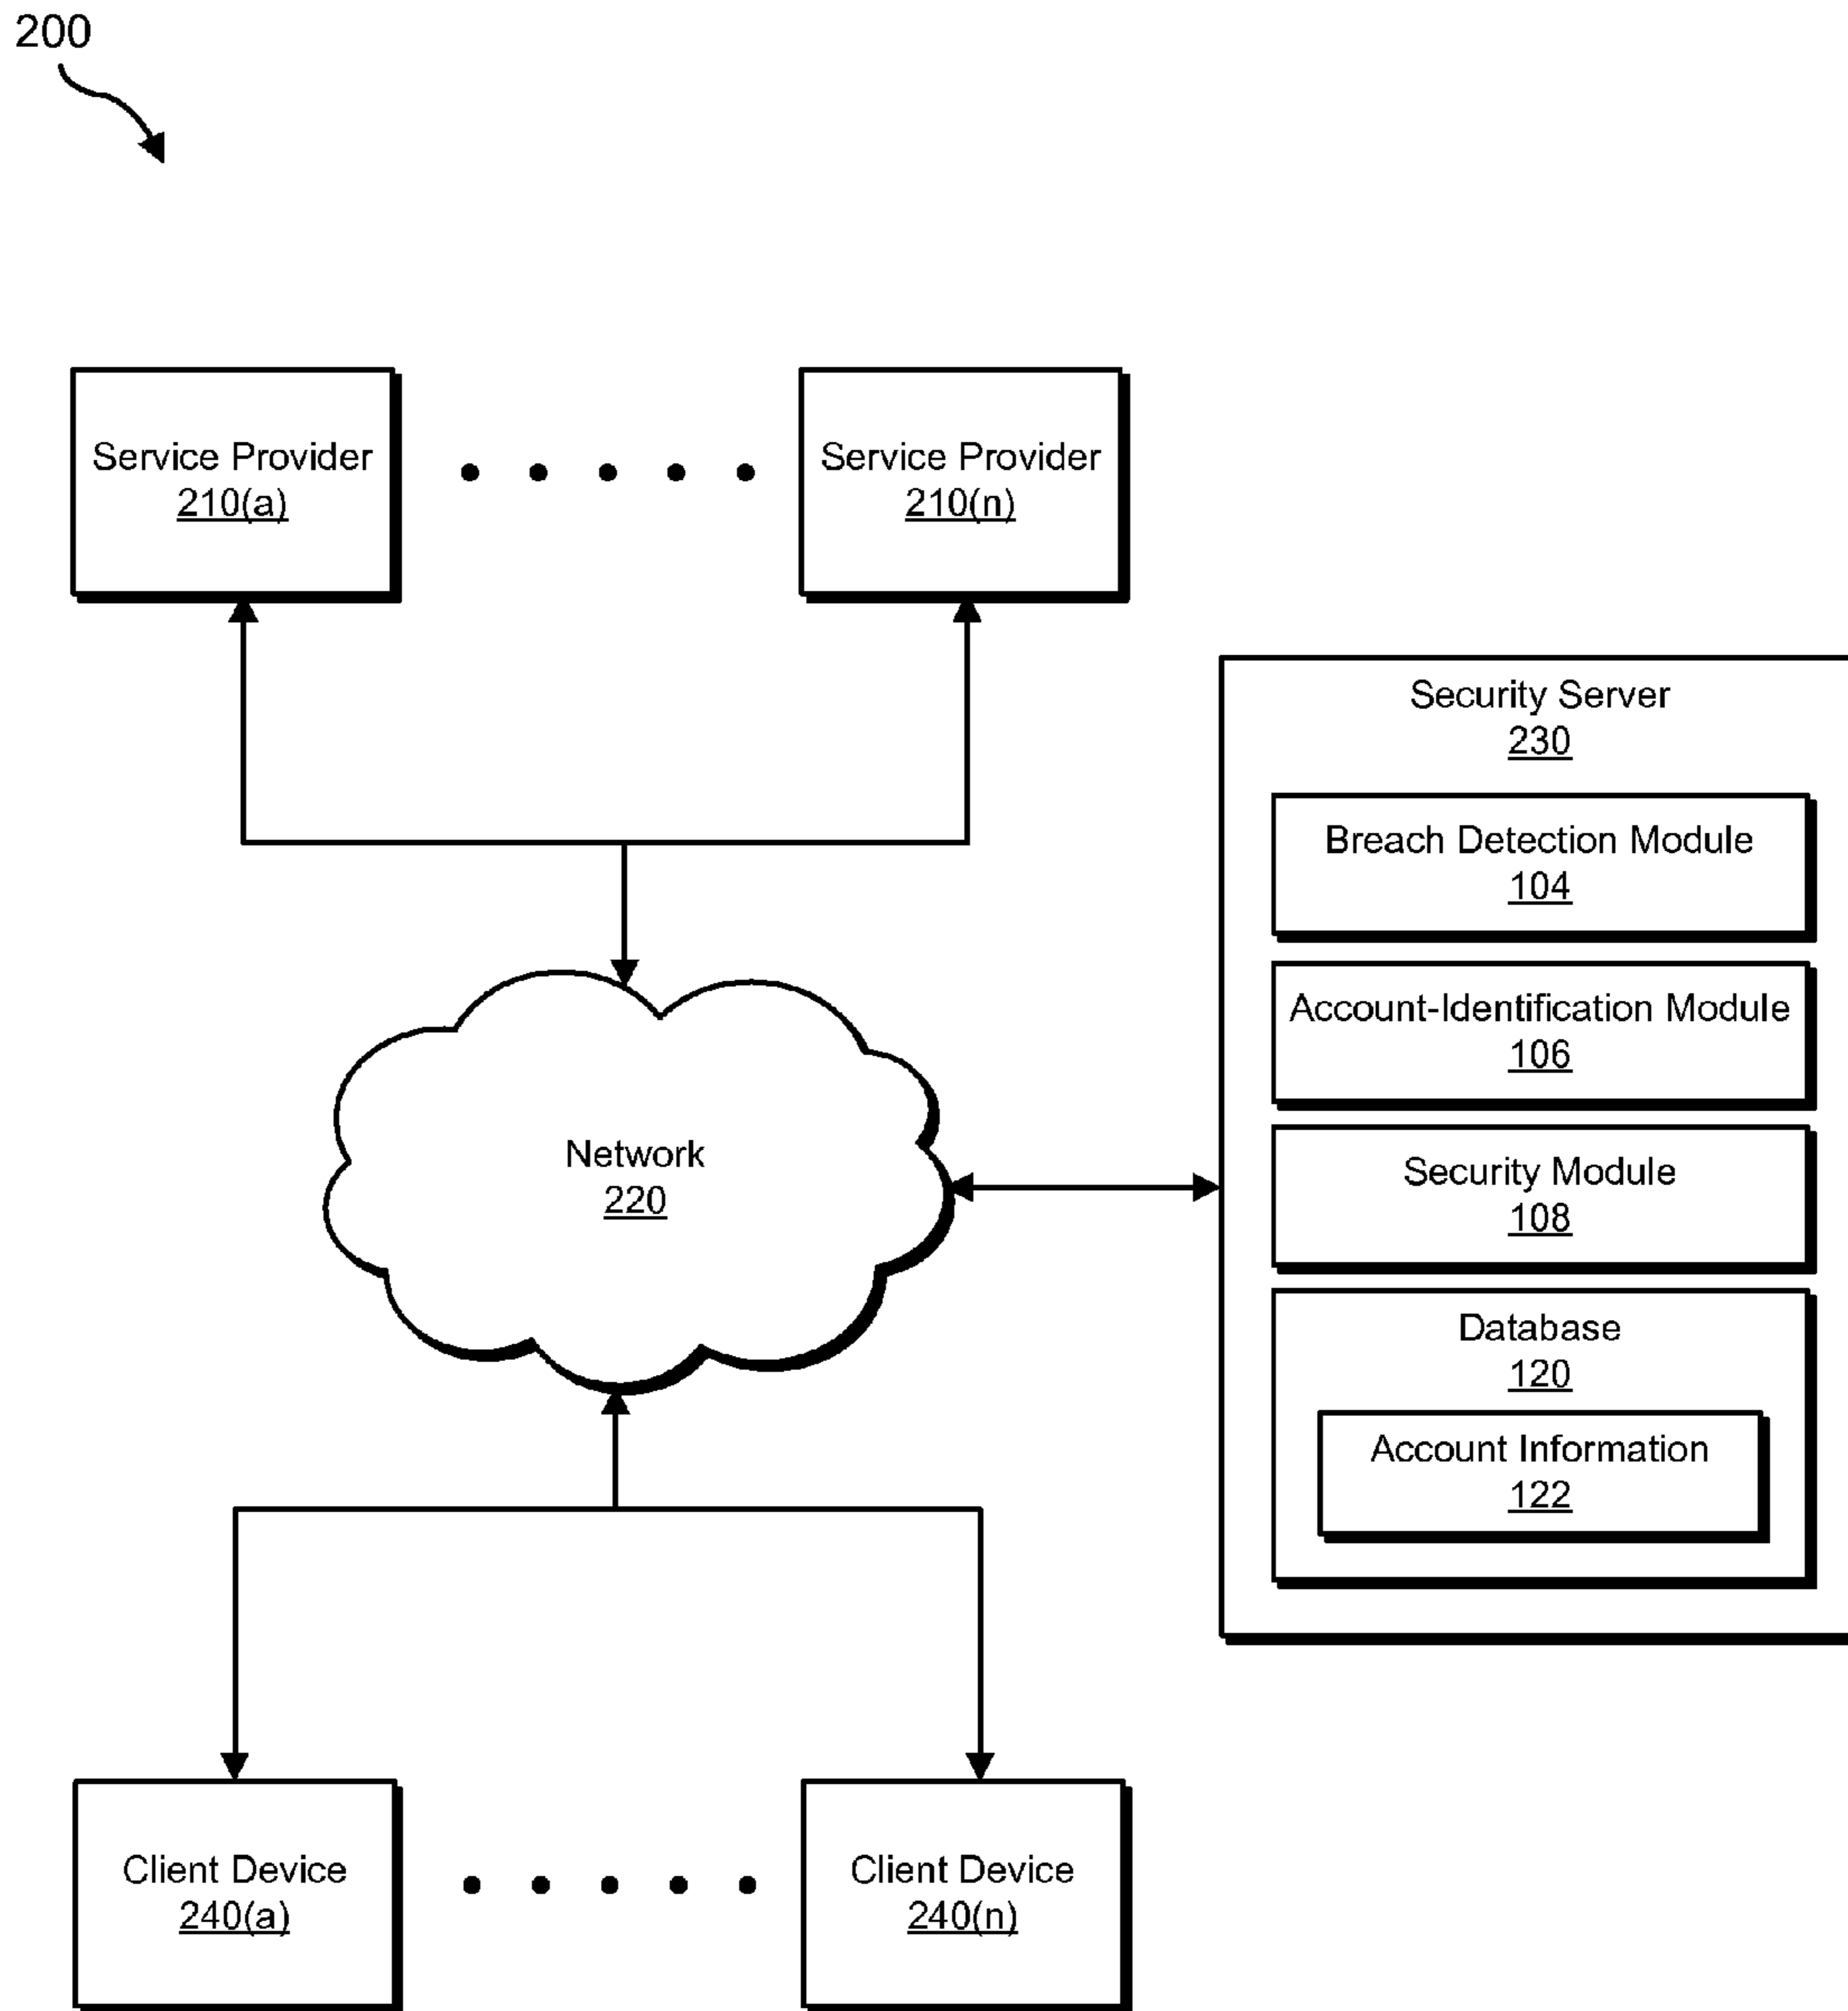 200
Service Provider
210(a)
Service Provider
210(n)
Security Server
230
Breach Detection Module
104
Account-Identification Module
106
Security Module
108
Database
120
Account Information
122
Network
220
Client Device
240(a)
Client Device
240(n)